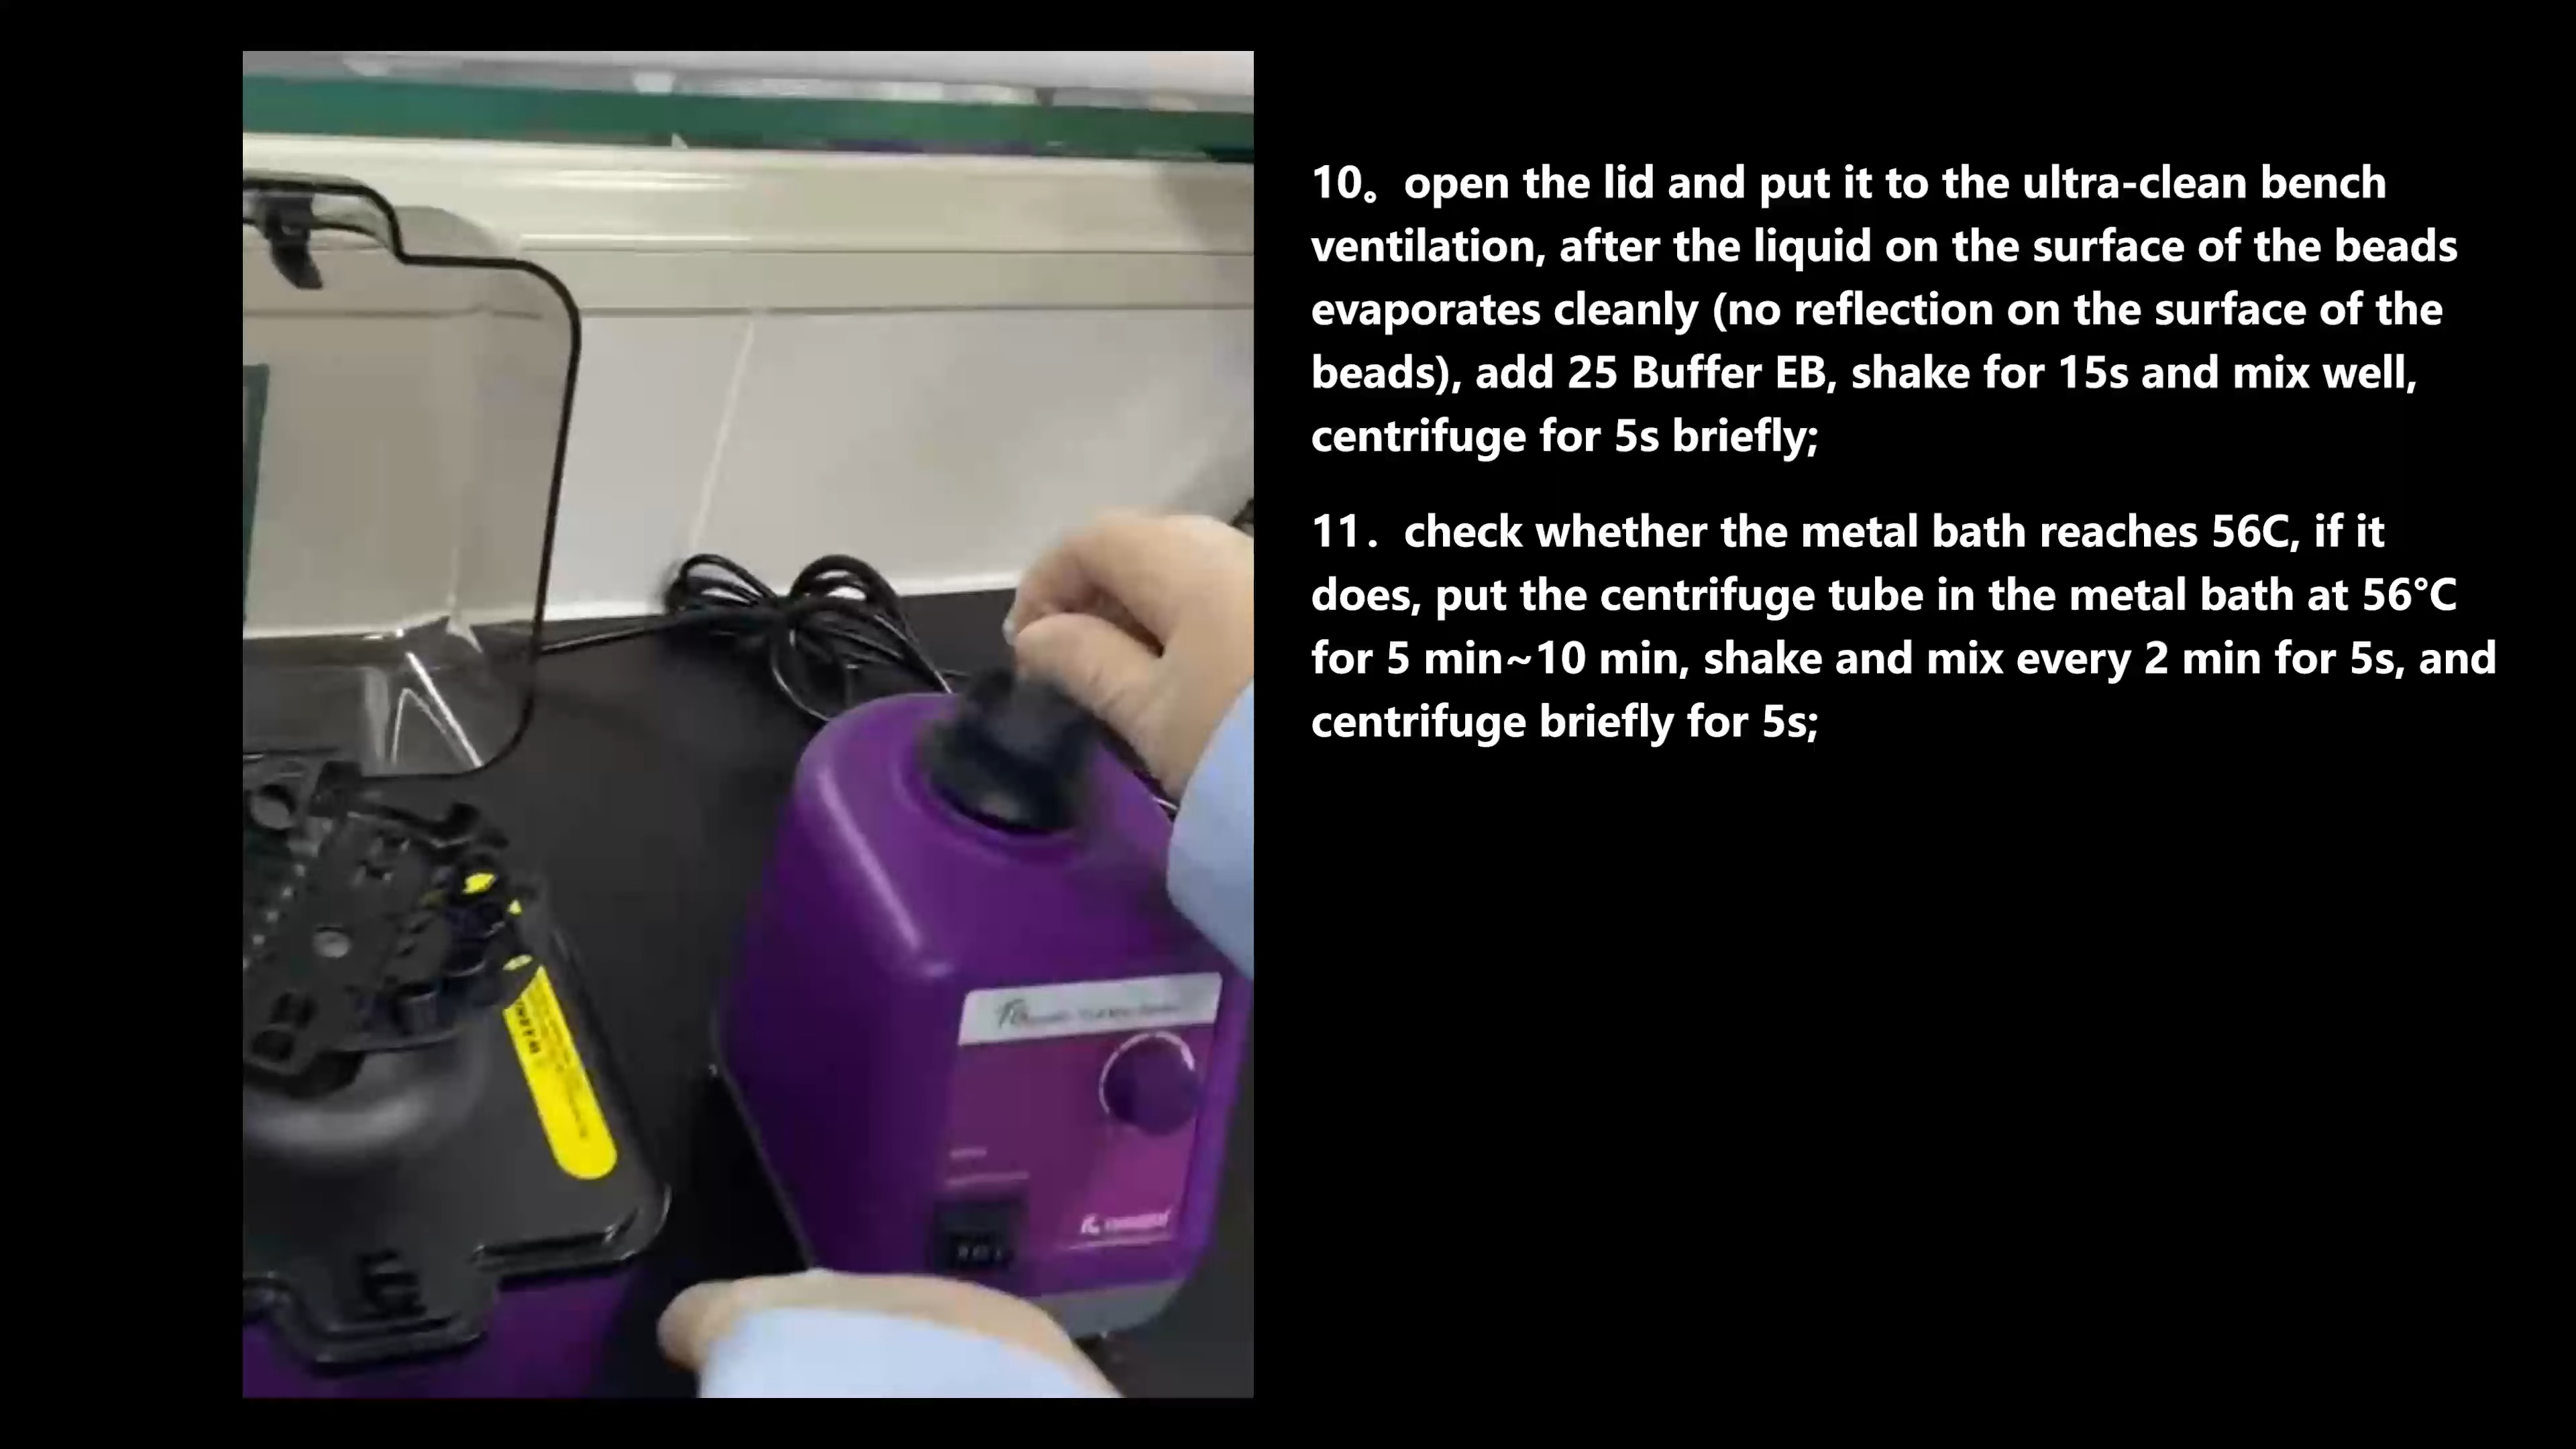 10。open the lid and put it to the ultra-clean bench
ventilation, after the liquid on the surface of the beads
evaporates cleanly (no reflection on the surface of the
beads), add 25 Buffer EB, shake for 15s and mix well,
centrifuge for 5s briefly;
11. check whether the metal bath reaches 56C, if it
does, put the centrifuge tube in the metal bath at 56°C
for 5 min~10 min, shake and mix every 2 min for 5s, and
centrifuge briefly for 5s;